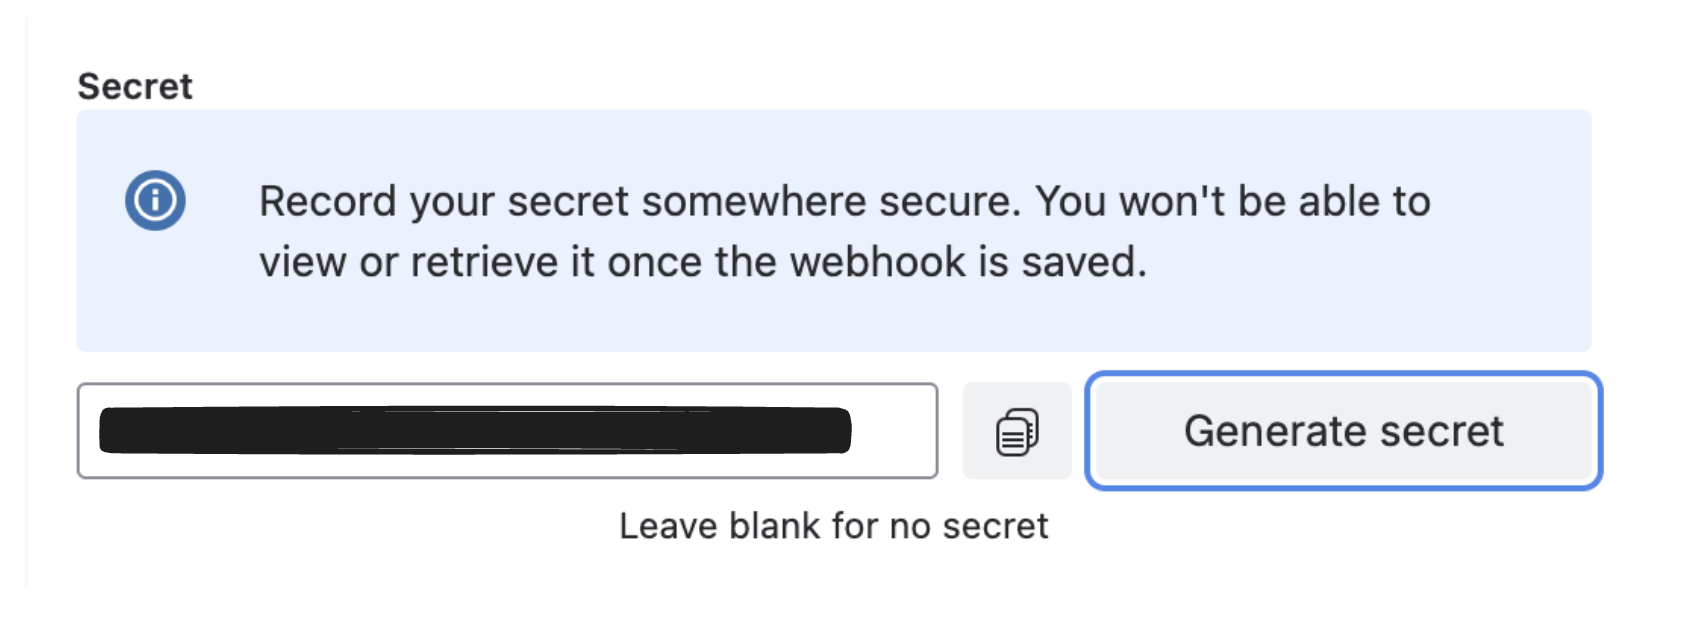 Secret
Record your secret somewhere secure. You won't be able to
view or retrieve it once the webhook is saved.
Generate secret
Leave blank for no secret